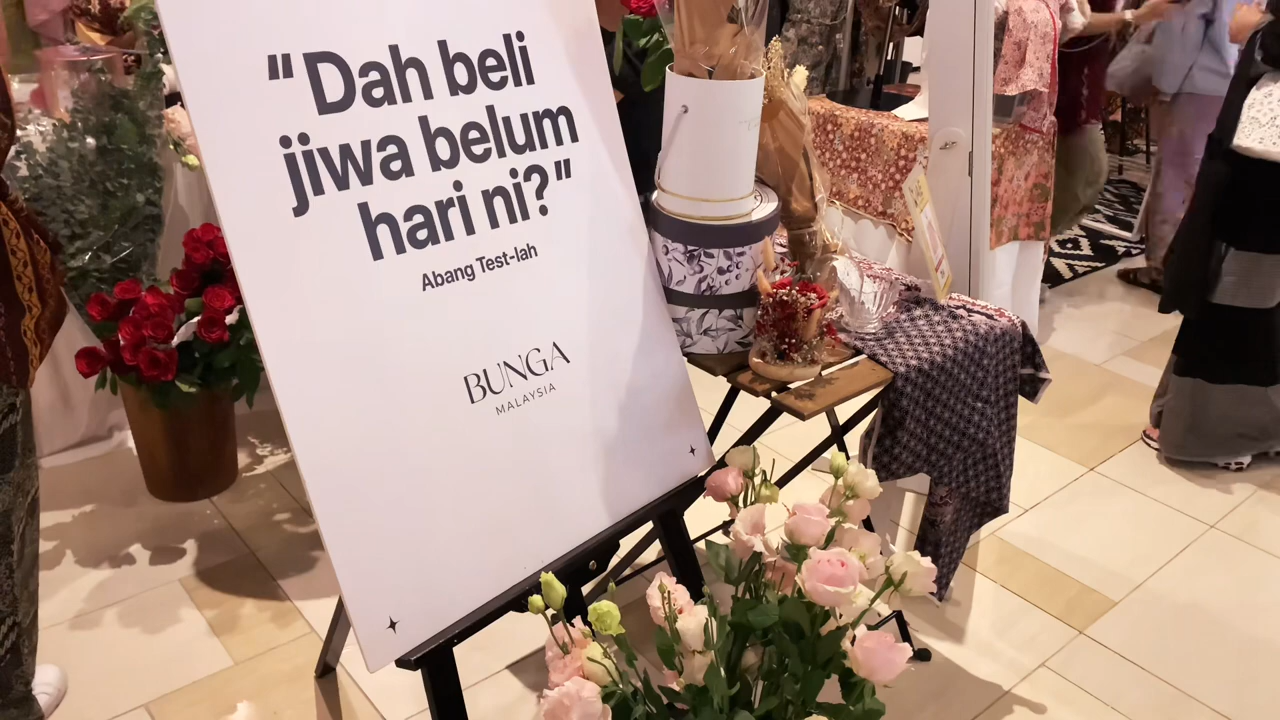 "Dah beli
jiwa belum
hari ni?"
Abang Test-lah
BUNGA
MALAYSIA